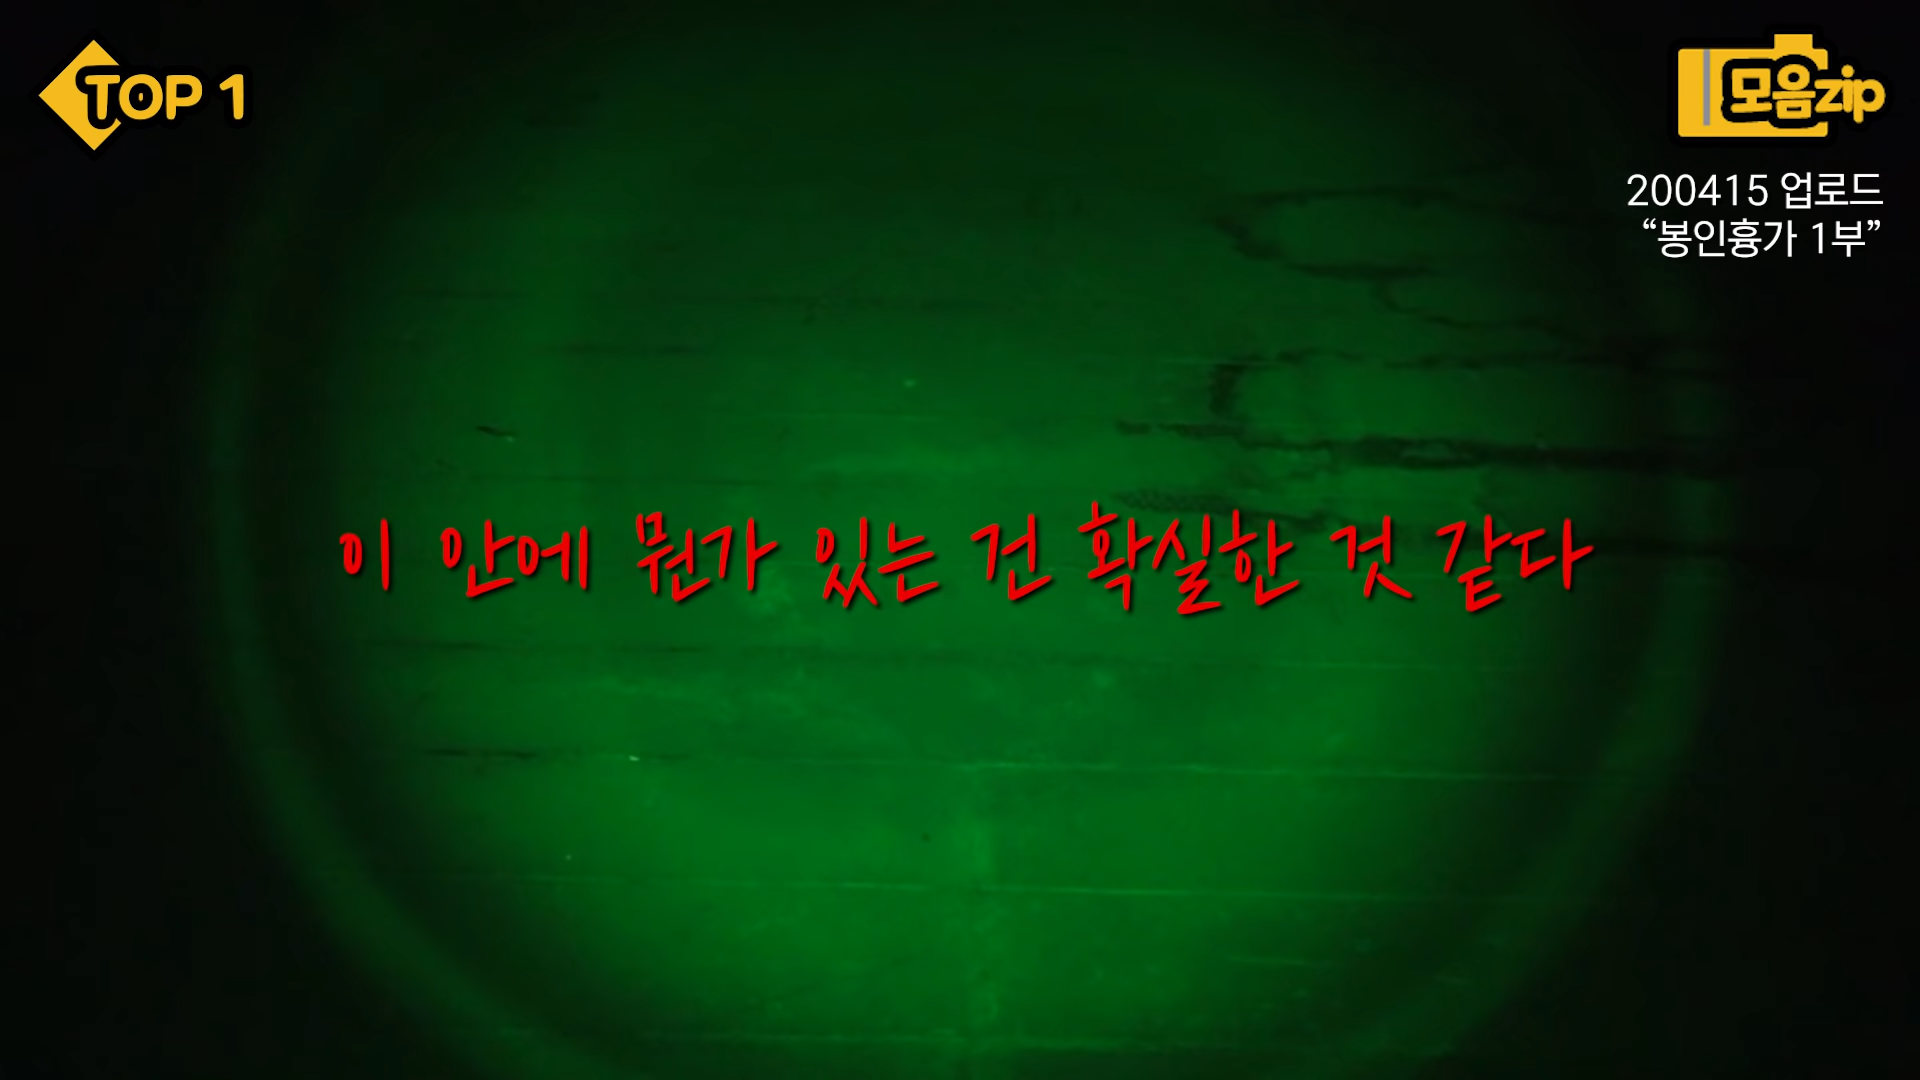 TOP 1
모음zip
200415 업로드
“봉인흉가 1부”
이 안에 뭔가 있는 건 확실한 것 같다